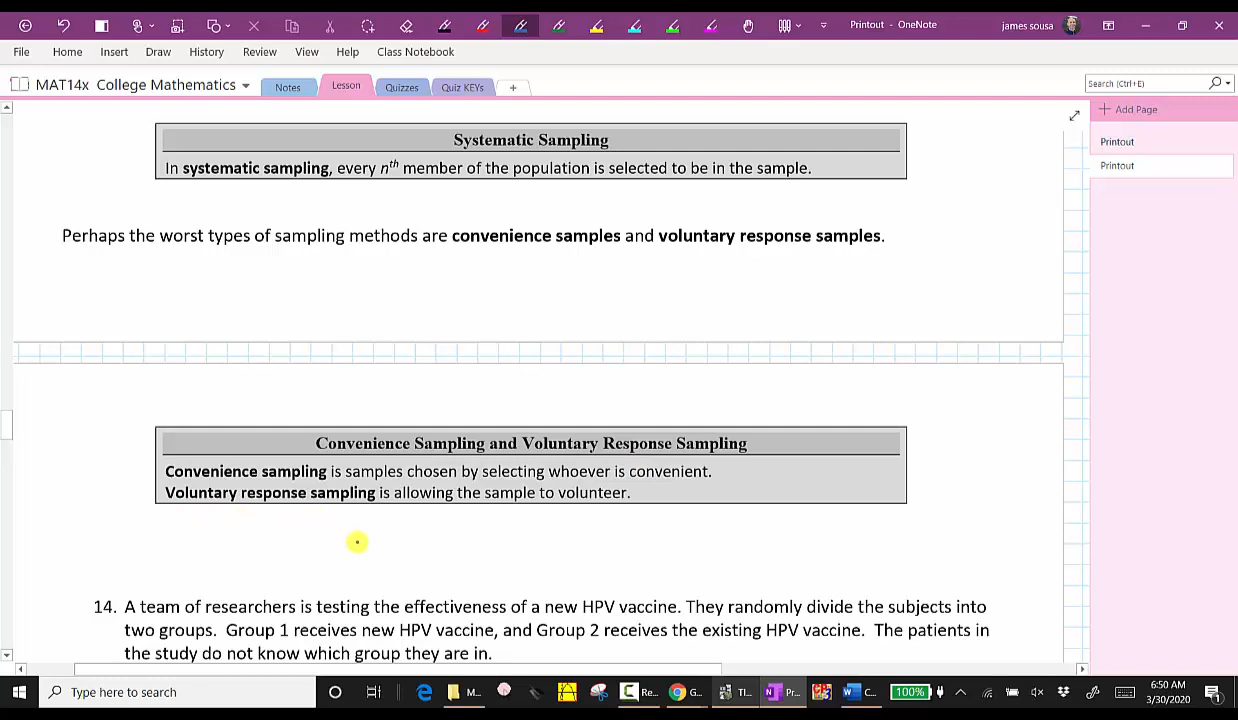 Printout - OneNote
james sousa
File Home Insert Draw History Review View Help Class Notebook
MAT14x College Mathematics
Notes Lesson Quizzes Quiz KEYs +
Search (Ctrl+E)
Add Page
Printout
Printout
Systematic Sampling
In systematic sampling, every nth member of the population is selected to be in the sample.
Perhaps the worst types of sampling methods are convenience samples and voluntary response samples.
Convenience Sampling and Voluntary Response Sampling
Convenience sampling is samples chosen by selecting whoever is convenient.
Voluntary response sampling is allowing the sample to volunteer.
14. A team of researchers is testing the effectiveness of a new HPV vaccine. They randomly divide the subjects into
two groups. Group 1 receives new HPV vaccine, and Group 2 receives the existing HPV vaccine. The patients in
the study do not know which group they are in.
Type here to search
M... Re... G... TI... Pr... C...
100%
6:50 AM
3/30/2020